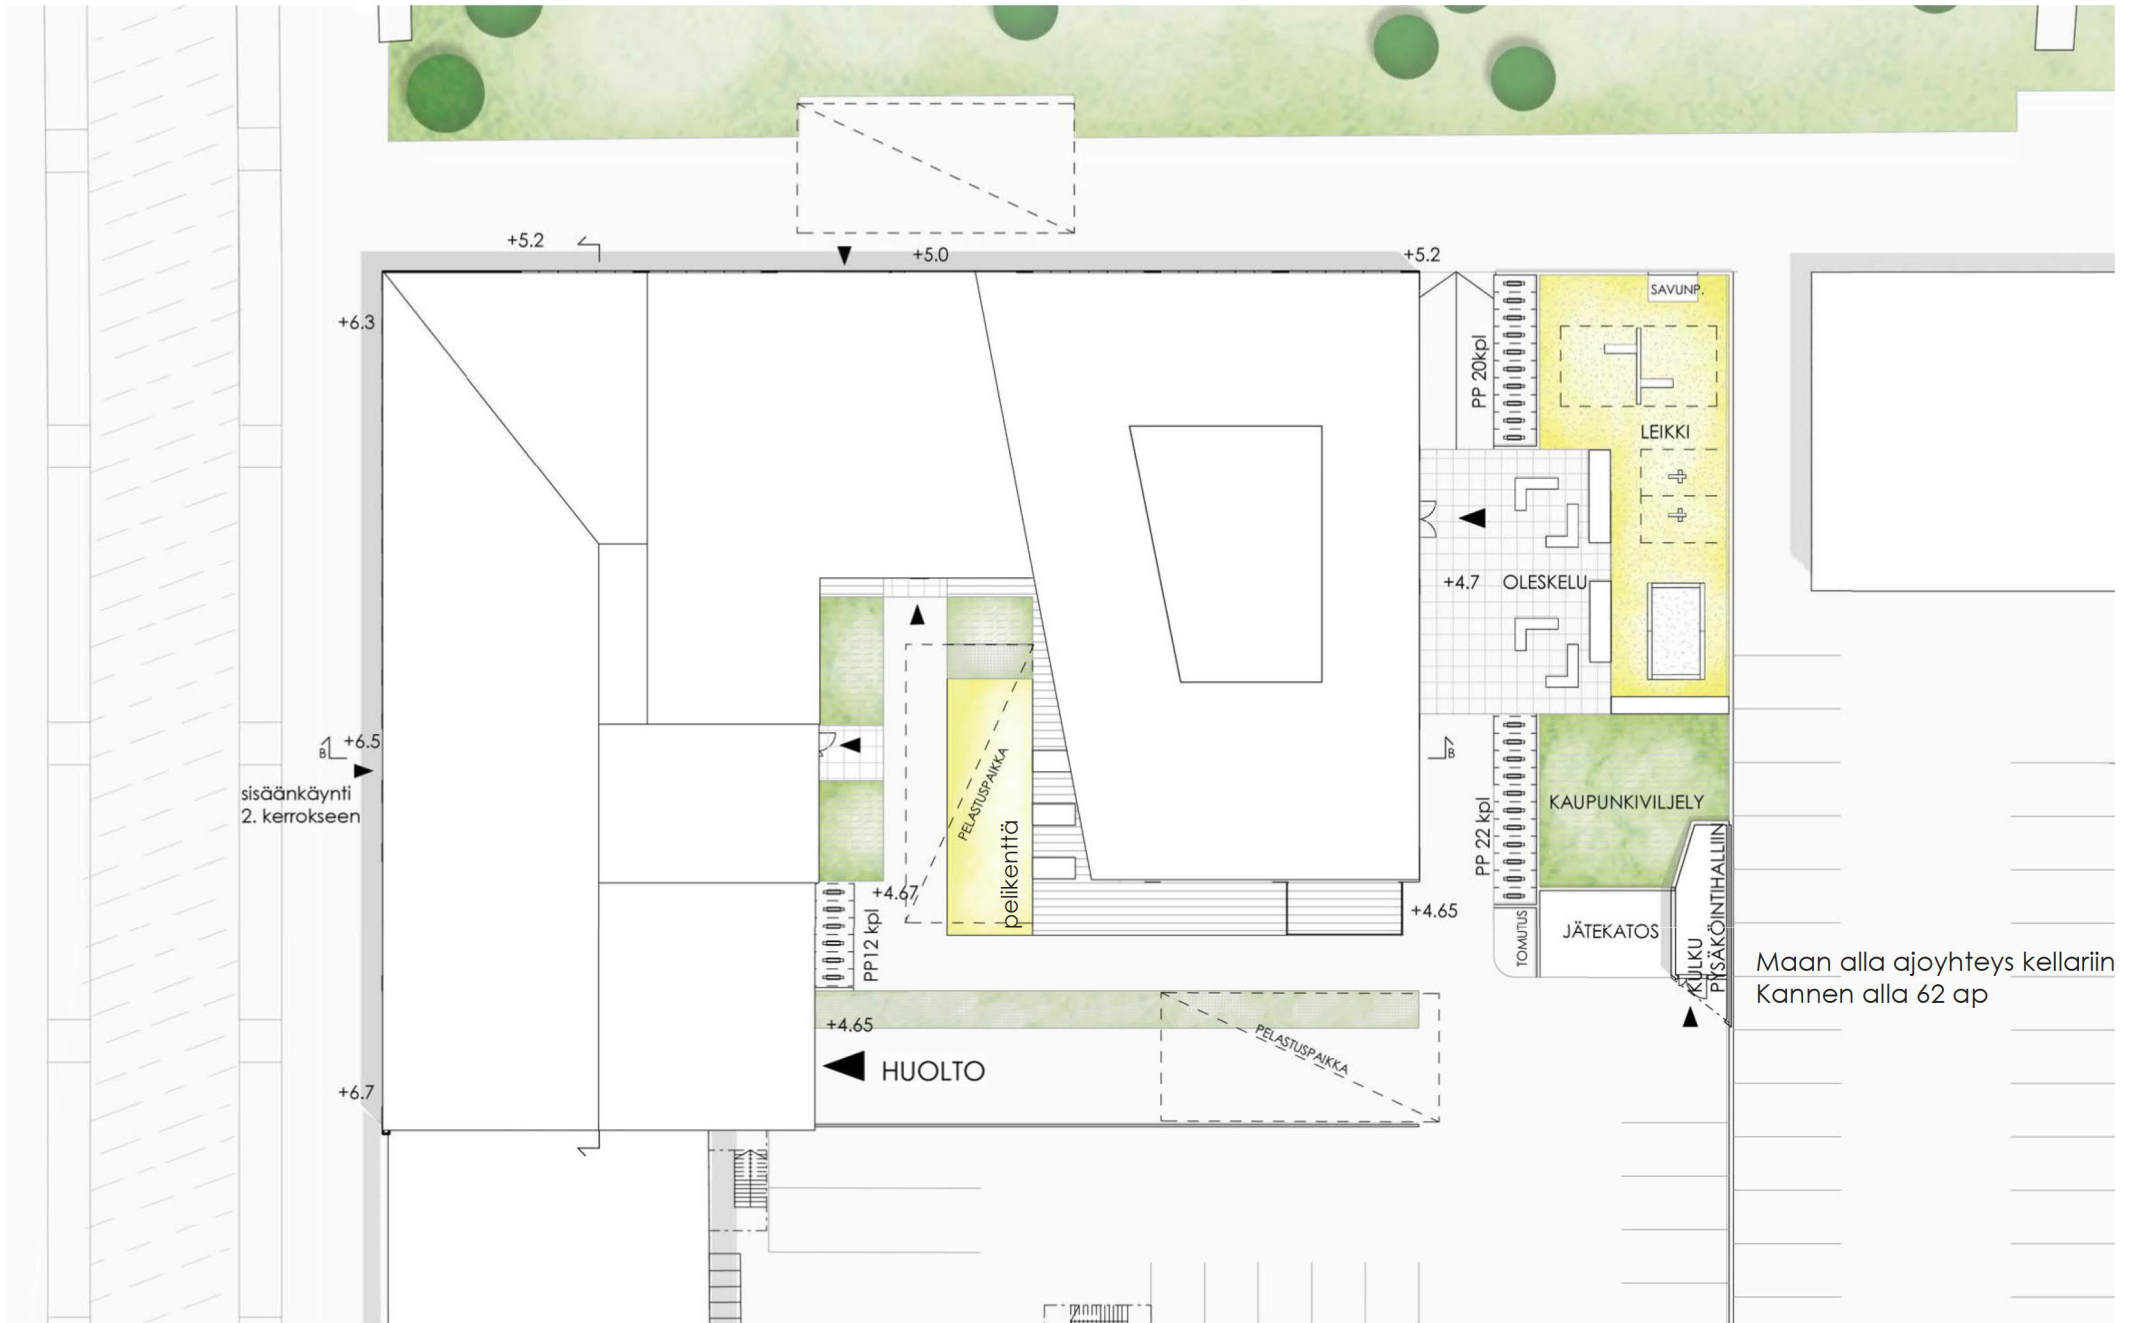 +5.2
+5.0
+5.2
SAVUNP.
+6.3
PP 20kpl
LEIKKI
+4.7
OLESKELU
+6.5
B
B
sisäänkäynti
2. kerrokseen
PELASTUSPAIKKA
pelikenttä
KAUPUNKIVILJELY
PP 22 kpl
+4.67
PP12 kpl
+4.65
TOMUTUS
JÄTEKATOS
KULKU
PYSÄKÖINTIHALLIIN
Maan alla ajoyhteys kellariin
Kannen alla 62 ap
+4.65
HUOLTO
PELASTUSPAIKKA
+6.7